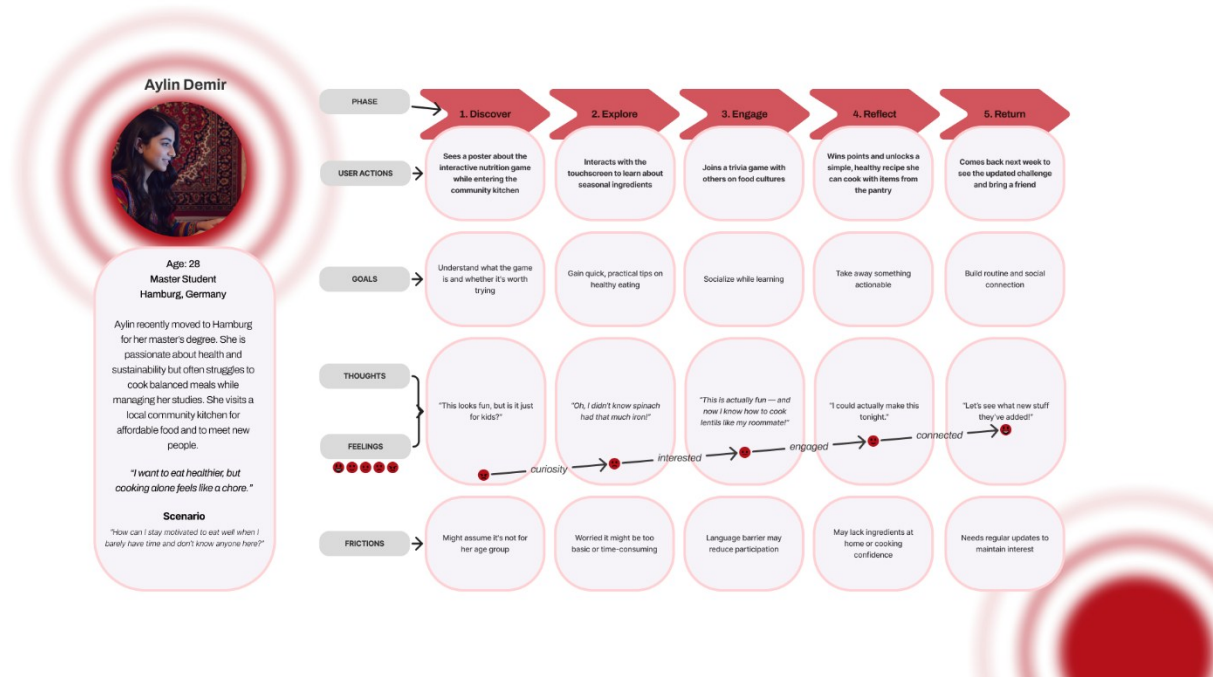 Aylin Demir
Age: 28
Master Student
Hamburg, Germany
Aylin recently moved to Hamburg
for her master's degree. She is
passionate about health and
sustainability but often struggles to
cook balanced meals while
managing her studies. She visits a
local community kitchen for
affordable food and to meet new
people.
"I want to eat healthier, but
cooking alone feels like a chore."
Scenario
"How can I stay motivated to eat well when I
barely have time and don't know anyone here?"
PHASE
1. Discover
2. Explore
3. Engage
4. Reflect
5. Return
USER ACTIONS
Sees a poster about the
interactive nutrition game
while entering the
community kitchen
Interacts with the
touchscreen to learn about
seasonal ingredients
Joins a trivia game with
others on food cultures
Wins points and unlocks a
simple, healthy recipe she
can cook with items from
the pantry
Comes back next week to
see the updated challenge
and bring a friend
GOALS
Understand what the game
is and whether it's worth
trying
Gain quick, practical tips on
healthy eating
Socialize while learning
Take away something
actionable
Build routine and social
connection
THOUGHTS
"This looks fun, but is it just
for kids?"
"Oh, I didn't know spinach
had that much iron!"
"This is actually fun — and
now I know how to cook
lentils like my roommate!"
"I could actually make this
tonight."
"Let's see what new stuff
they've added!"
FEELINGS
curiosity
interested
engaged
connected
FRICTIONS
Might assume it's not for
her age group
Worried it might be too
basic or time-consuming
Language barrier may
reduce participation
May lack ingredients at
home or cooking
confidence
Needs regular updates to
maintain interest